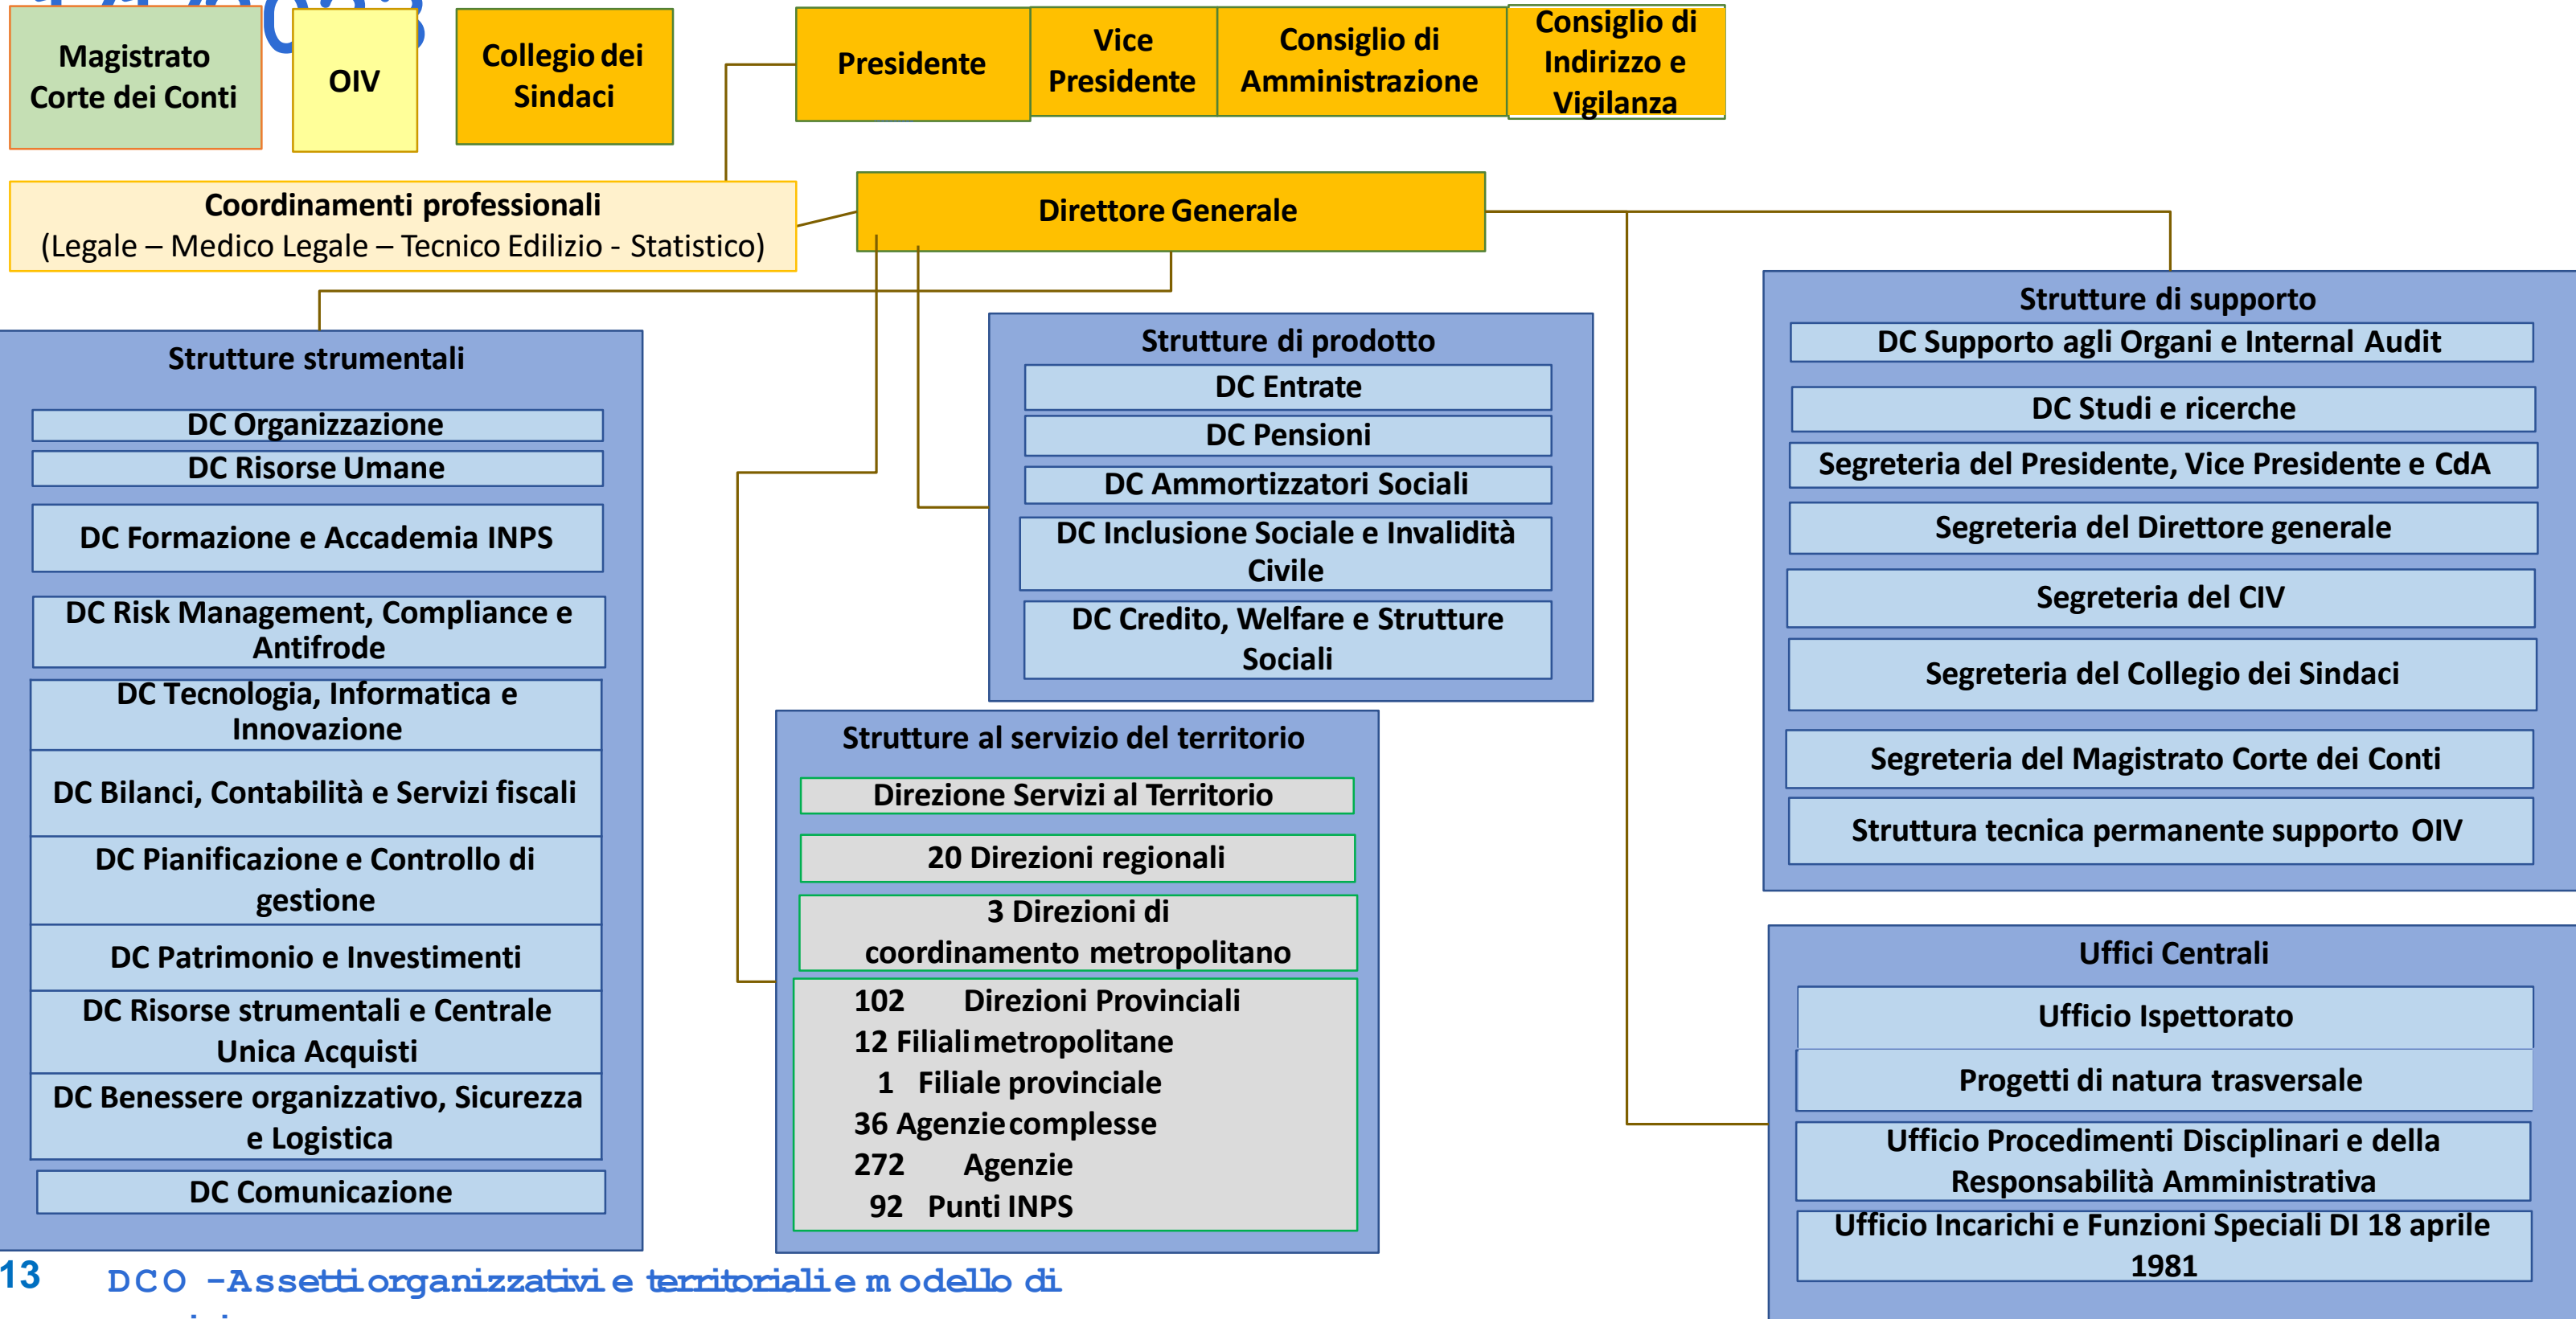 Magistrato
Corte dei Conti
OIV
Collegio dei
Sindaci
Presidente
Vice
Presidente
Consiglio di
Amministrazione
Consiglio di
Indirizzo e
Vigilanza
Coordinamenti professionali
(Legale – Medico Legale – Tecnico Edilizio - Statistico)
Direttore Generale
Strutture strumentali
DC Organizzazione
DC Risorse Umane
DC Formazione e Accademia INPS
DC Risk Management, Compliance e
Antifrode
DC Tecnologia, Informatica e
Innovazione
DC Bilanci, Contabilità e Servizi fiscali
DC Pianificazione e Controllo di
gestione
DC Patrimonio e Investimenti
DC Risorse strumentali e Centrale
Unica Acquisti
DC Benessere organizzativo, Sicurezza
e Logistica
DC Comunicazione
Strutture di prodotto
DC Entrate
DC Pensioni
DC Ammortizzatori Sociali
DC Inclusione Sociale e Invalidità
Civile
DC Credito, Welfare e Strutture
Sociali
Strutture al servizio del territorio
Direzione Servizi al Territorio
20 Direzioni regionali
3 Direzioni di
coordinamento metropolitano
102 Direzioni Provinciali
12 Filiali metropolitane
1 Filiale provinciale
36 Agenzie complesse
272 Agenzie
92 Punti INPS
Strutture di supporto
DC Supporto agli Organi e Internal Audit
DC Studi e ricerche
Segreteria del Presidente, Vice Presidente e CdA
Segreteria del Direttore generale
Segreteria del CIV
Segreteria del Collegio dei Sindaci
Segreteria del Magistrato Corte dei Conti
Struttura tecnica permanente supporto OIV
Uffici Centrali
Ufficio Ispettorato
Progetti di natura trasversale
Ufficio Procedimenti Disciplinari e della
Responsabilità Amministrativa
Ufficio Incarichi e Funzioni Speciali DI 18 aprile
1981
13
DCO - Assetti organizzativi e territoriali e modello di